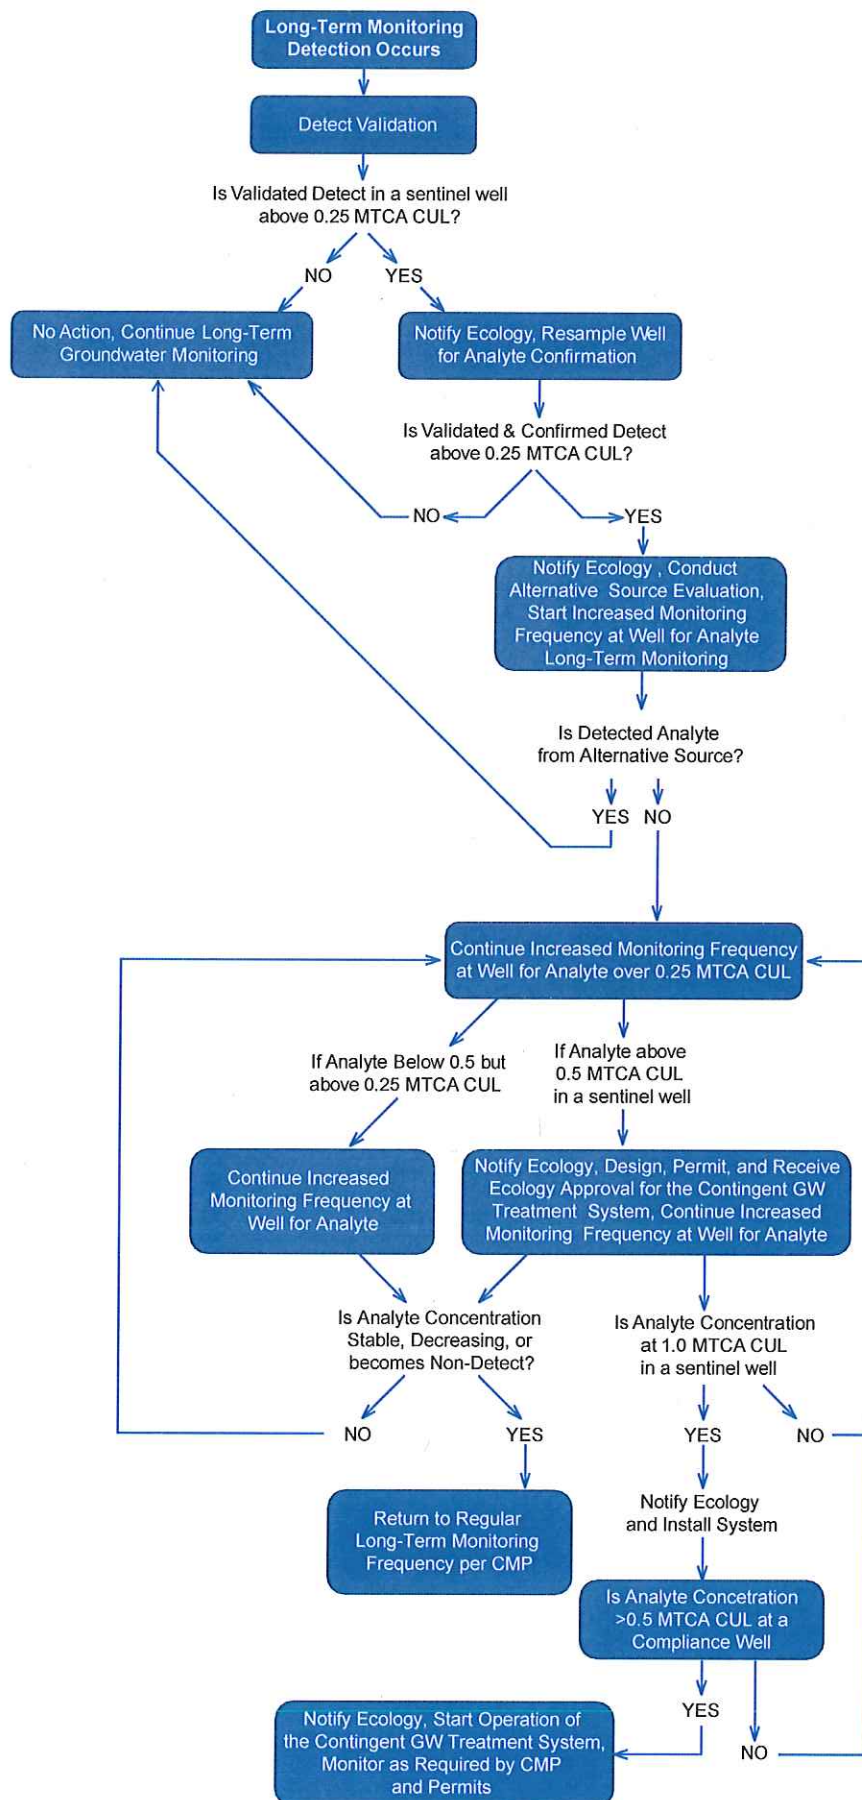 Long-Term Monitoring
Detection Occurs
Detect Validation
Is Validated Detect in a sentinel well
above 0.25 MTCA CUL?
NO
YES
No Action, Continue Long-Term
Groundwater Monitoring
Notify Ecology, Resample Well
for Analyte Confirmation
Is Validated & Confirmed Detect
above 0.25 MTCA CUL?
NO
YES
Notify Ecology , Conduct
Alternative Source Evaluation,
Start Increased Monitoring
Frequency at Well for Analyte
Long-Term Monitoring
Is Detected Analyte
from Alternative Source?
YES
NO
Continue Increased Monitoring Frequency
at Well for Analyte over 0.25 MTCA CUL
If Analyte Below 0.5 but
above 0.25 MTCA CUL
If Analyte above
0.5 MTCA CUL
in a sentinel well
Continue Increased
Monitoring Frequency at
Well for Analyte
Notify Ecology, Design, Permit, and Receive
Ecology Approval for the Contingent GW
Treatment System, Continue Increased
Monitoring Frequency at Well for Analyte
Is Analyte Concentration
Stable, Decreasing, or
becomes Non-Detect?
Is Analyte Concentration
at 1.0 MTCA CUL
in a sentinel well
NO
YES
YES
NO
Return to Regular
Long-Term Monitoring
Frequency per CMP
Notify Ecology
and Install System
Is Analyte Concetration
>0.5 MTCA CUL at a
Compliance Well
YES
NO
Notify Ecology, Start Operation of
the Contingent GW Treatment System,
Monitor as Required by CMP
and Permits